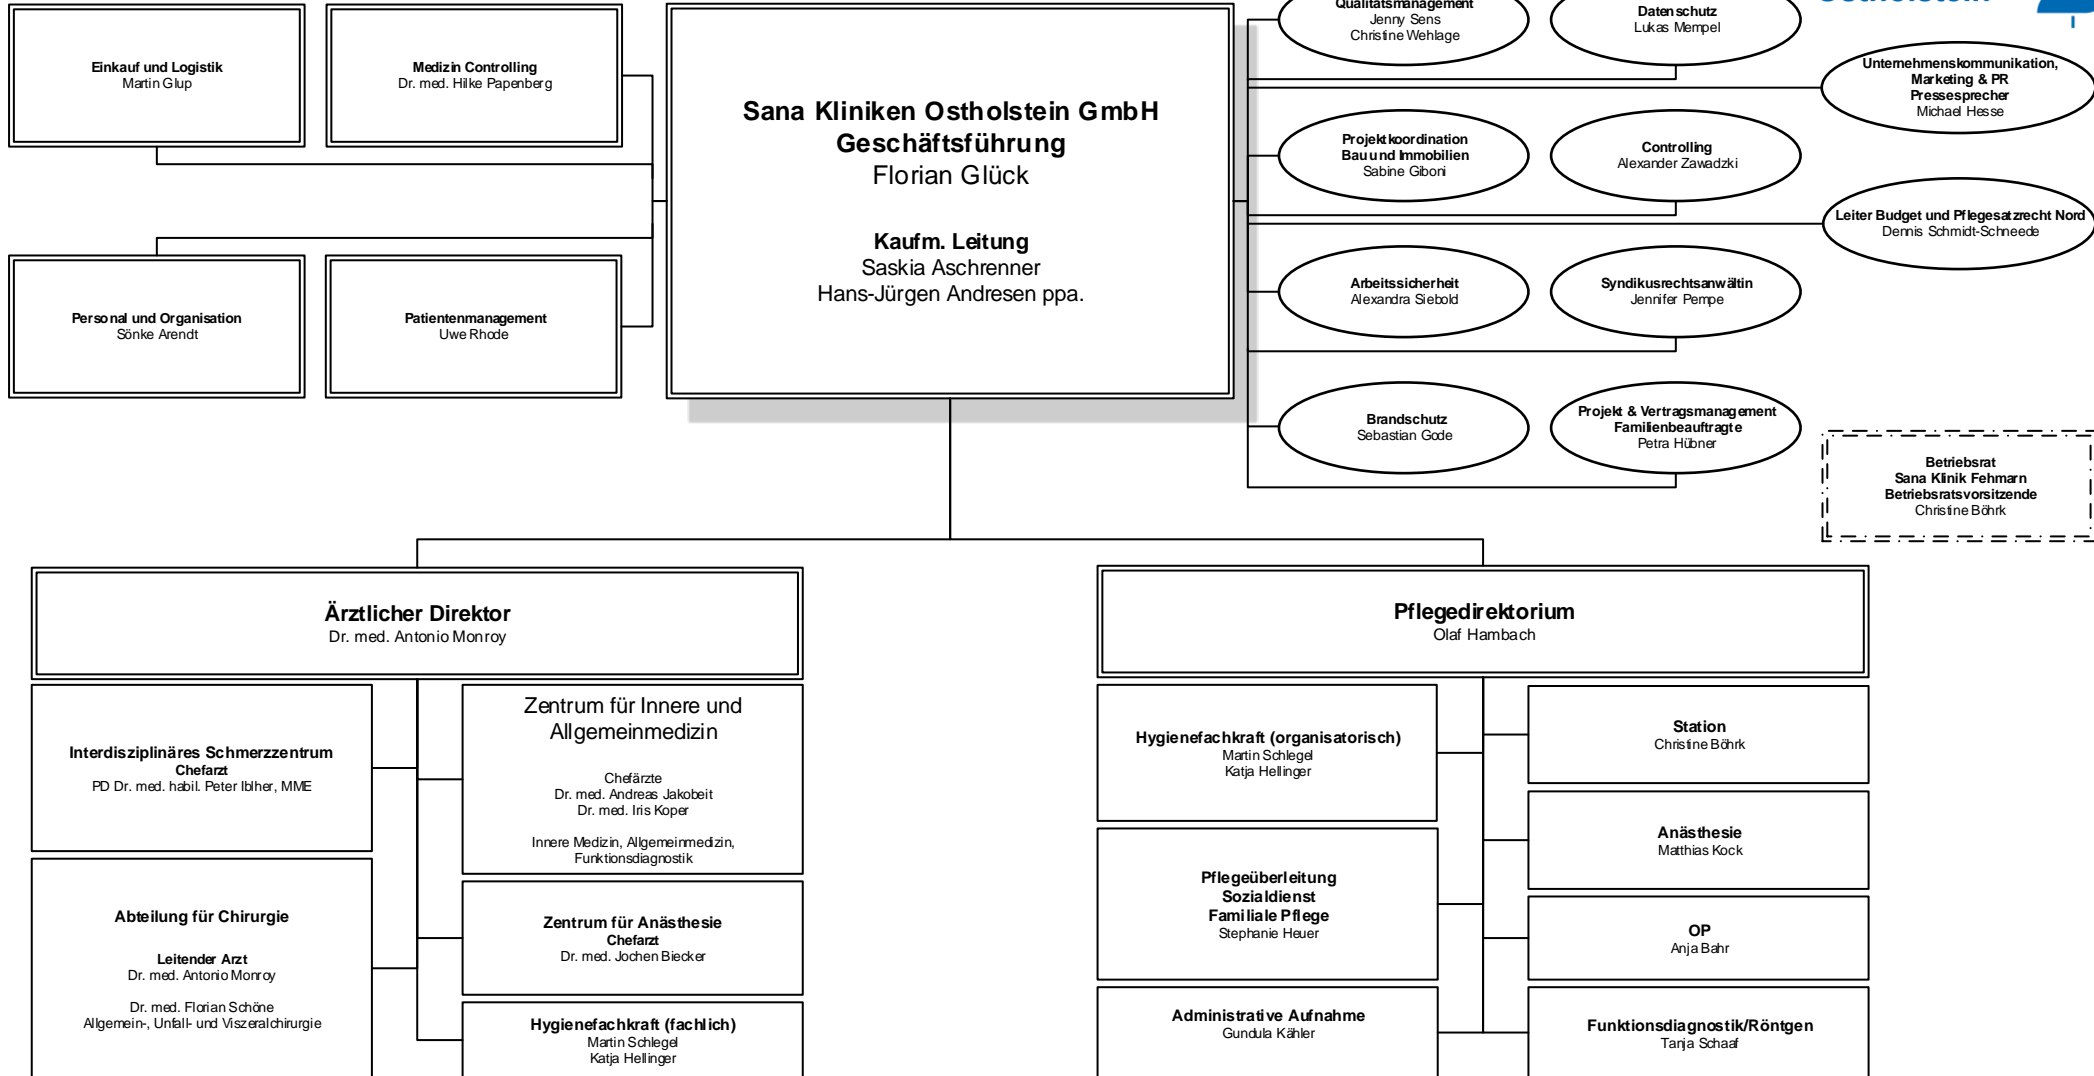 Einkauf und Logistik
Martin Glup
Medizin Controlling
Dr. med. Hilke Papenberg
Sana Kliniken Ostholstein GmbH
Geschäftsführung
Florian Glück
Kaufm. Leitung
Saskia Aschrenner
Hans-Jürgen Andresen ppa.
Personal und Organisation
Sönke Arendt
Patientenmanagement
Uwe Rhode
Qualitätsmanagement
Jenny Sens
Christine Wehlage
Datenschutz
Lukas Mempel
Ostholstein
Unternehmenskommunikation,
Marketing & PR
Pressesprecher
Michael Hesse
Projektkoordination
Bau und Immobilien
Sabine Giboni
Controlling
Alexander Zawadzki
Leiter Budget und Pflegesatzrecht Nord
Dennis Schmidt-Schneede
Arbeitssicherheit
Alexandra Siebold
Syndikusrechtsanwältin
Jennifer Pempe
Brandschutz
Sebastian Gode
Projekt & Vertragsmanagement
Familienbeauftragte
Petra Hübner
Betriebsrat
Sana Klinik Fehmarn
Betriebsratsvorsitzende
Christine Böhrk
Ärztlicher Direktor
Dr. med. Antonio Monroy
Interdisziplinäres Schmerzzentrum
Chefarzt
PD Dr. med. habil. Peter Iblher, MME
Zentrum für Innere und
Allgemeinmedizin
Chefärzte
Dr. med. Andreas Jakobeit
Dr. med. Iris Koper
Innere Medizin, Allgemeinmedizin,
Funktionsdiagnostik
Abteilung für Chirurgie
Leitender Arzt
Dr. med. Antonio Monroy
Dr. med. Florian Schöne
Allgemein-, Unfall- und Viszeralchirurgie
Zentrum für Anästhesie
Chefarzt
Dr. med. Jochen Biecker
Hygienefachkraft (fachlich)
Martin Schlegel
Katja Hellinger
Pflegedirektorium
Olaf Hambach
Hygienefachkraft (organisatorisch)
Martin Schlegel
Katja Hellinger
Station
Christine Böhrk
Anästhesie
Matthias Kock
Pflegeüberleitung
Sozialdienst
Familiale Pflege
Stephanie Heuer
OP
Anja Bahr
Administrative Aufnahme
Gundula Kähler
Funktionsdiagnostik/Röntgen
Tanja Schaaf